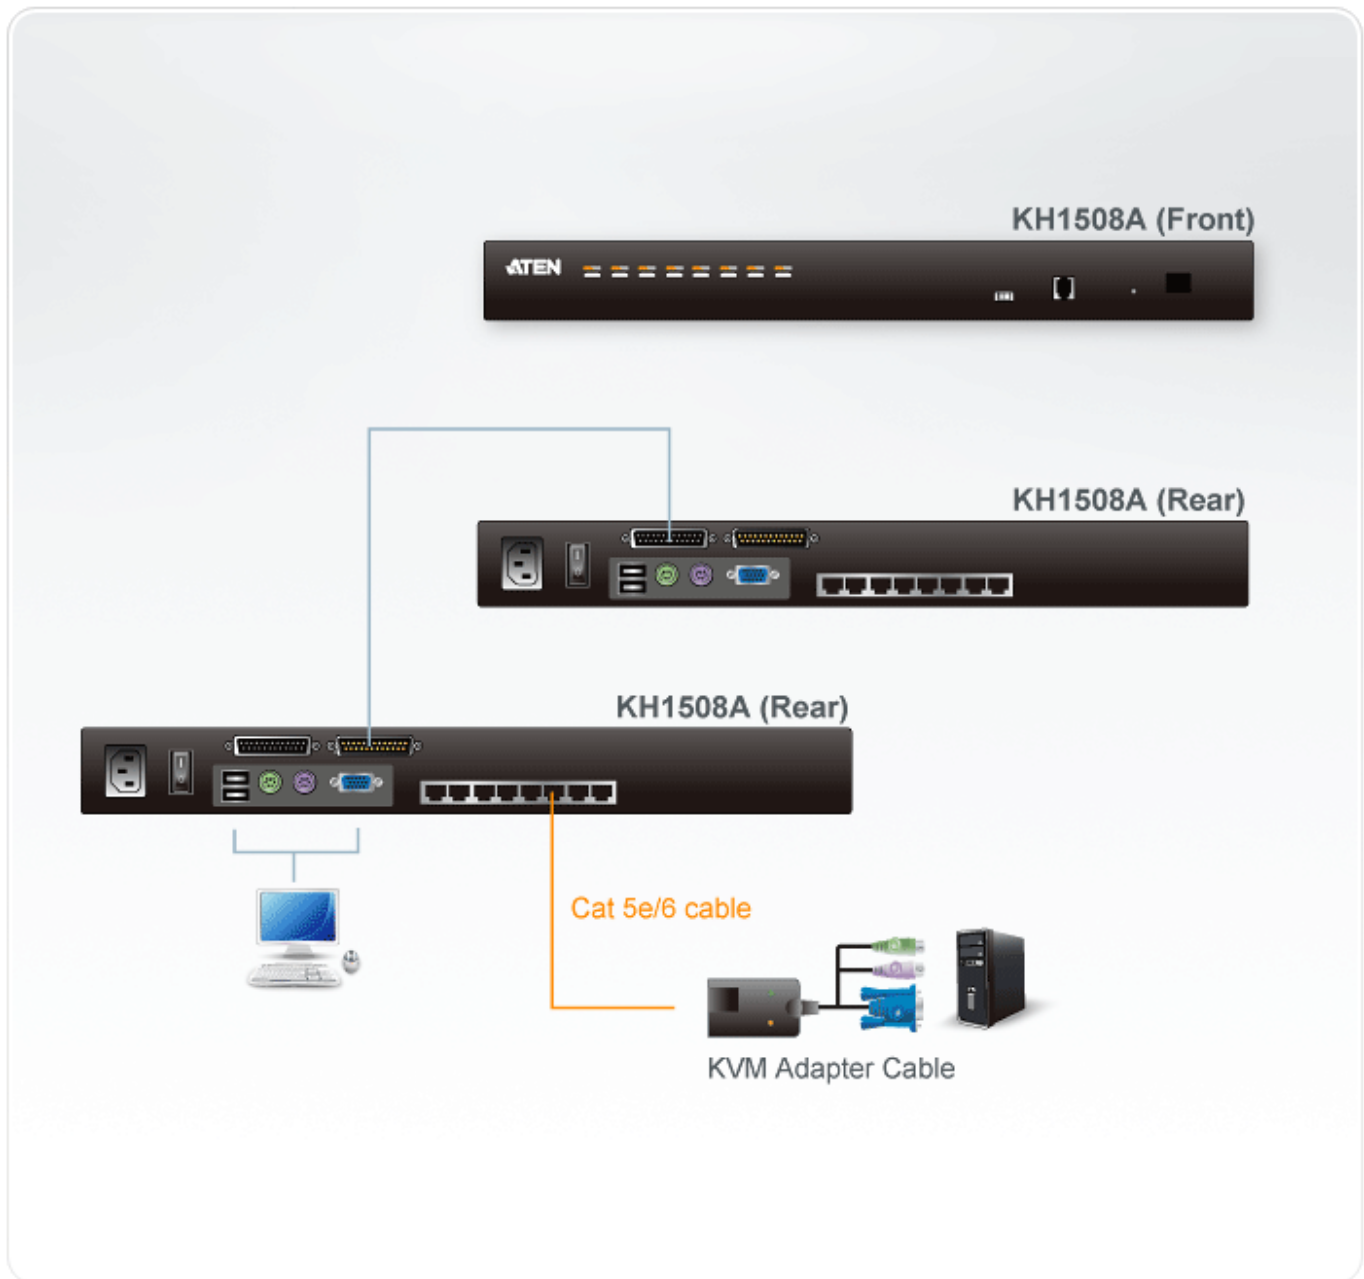 KH1508A (Front)
ATEN
KH1508A (Rear)
KH1508A (Rear)
Cat 5e/6 cable
KVM Adapter Cable